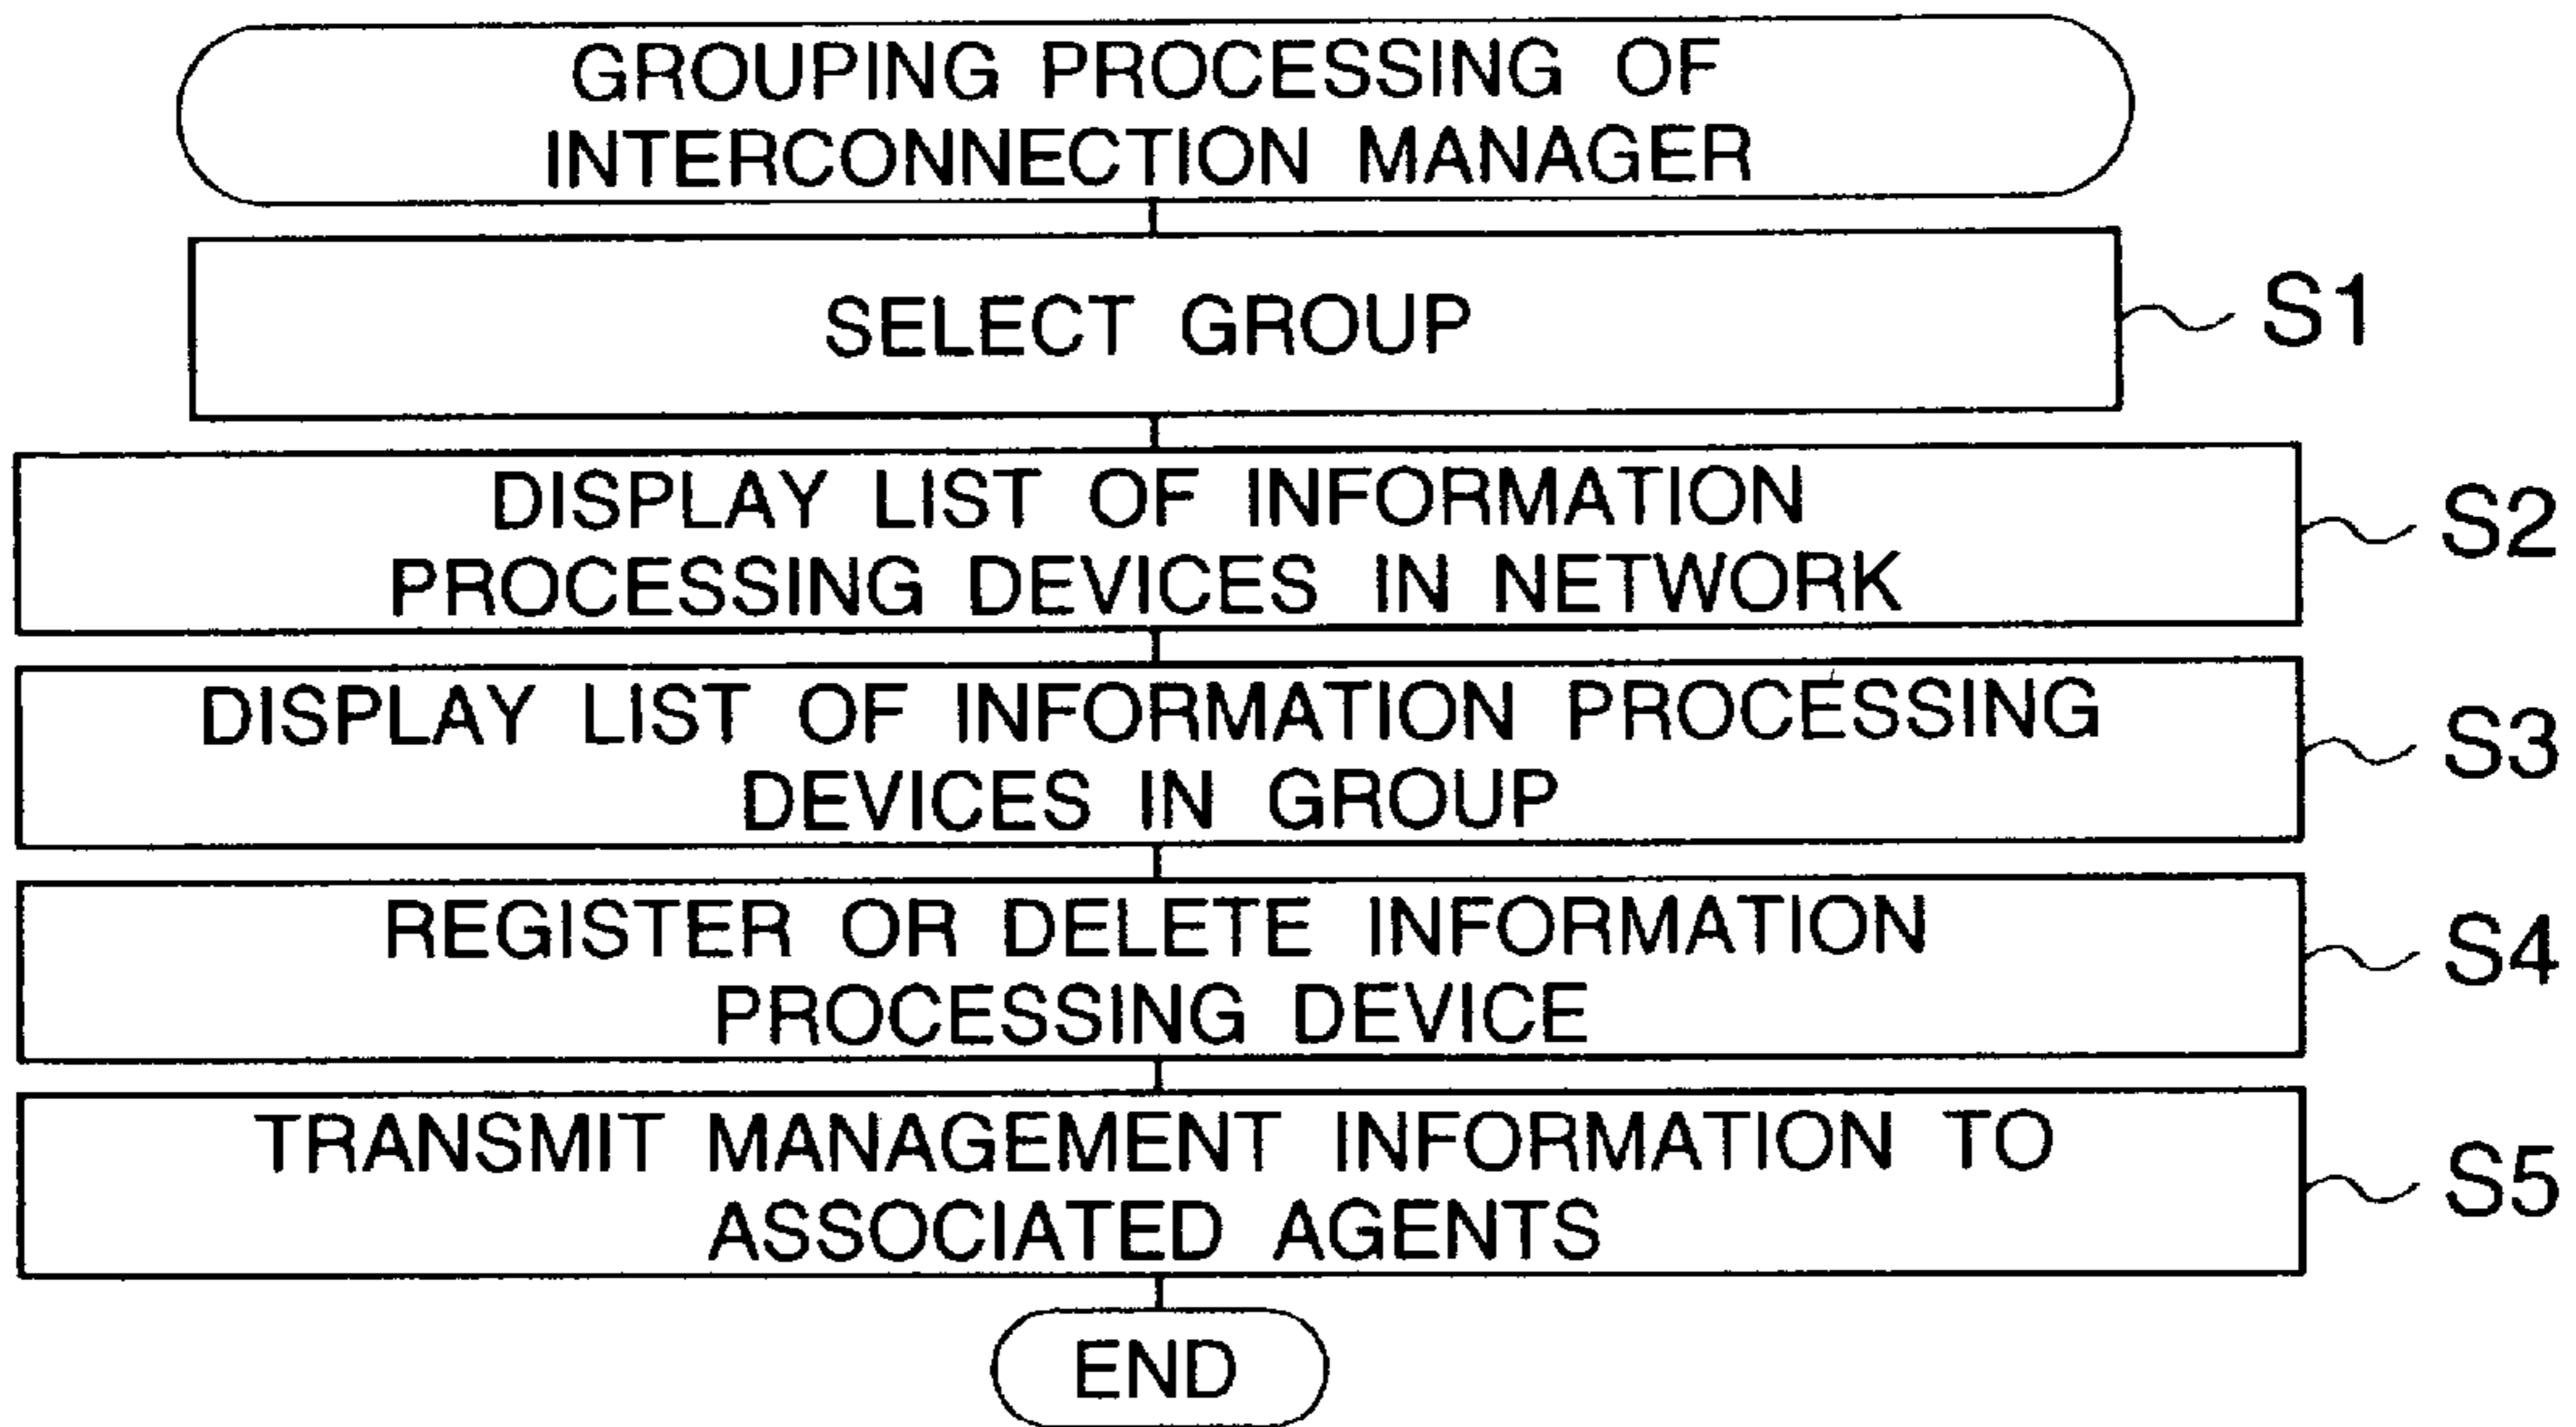 GROUPING PROCESSING OF
INTERCONNECTION MANAGER
SELECT GROUP
S1
DISPLAY LIST OF INFORMATION
PROCESSING DEVICES IN NETWORK
S2
DISPLAY LIST OF INFORMATION PROCESSING
DEVICES IN GROUP
S3
REGISTER OR DELETE INFORMATION
PROCESSING DEVICE
S4
TRANSMIT MANAGEMENT INFORMATION TO
ASSOCIATED AGENTS
S5
END